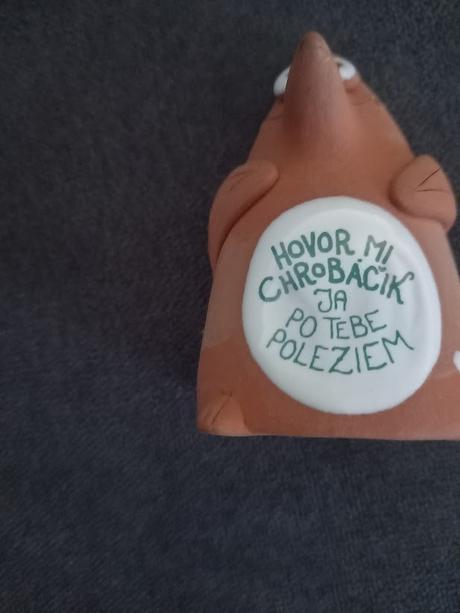 HOVOR MI
CHROBÁČIK
JA
PO TEBE
POLEZIEM